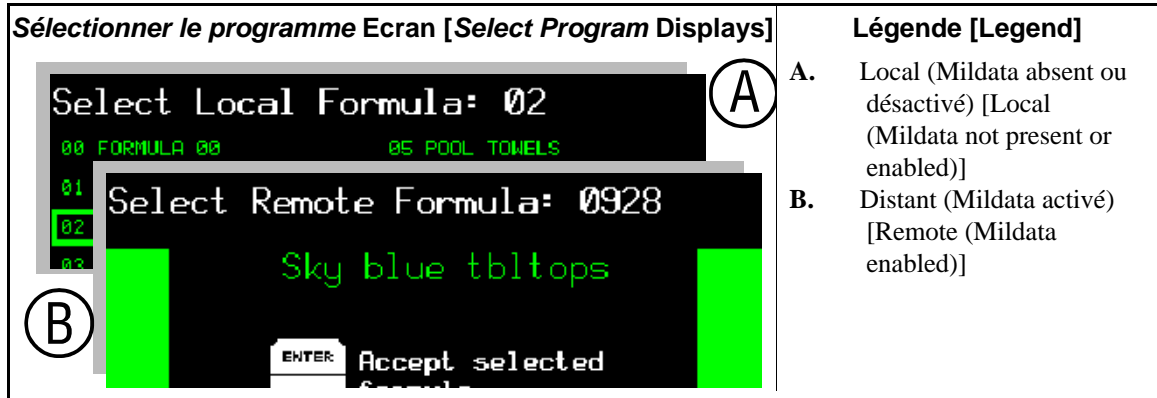 Sélectionner le programme Ecran [Select Program Displays]
Select Local Formula: 02
00 FORMULA 00 05 POOL TOWELS
01
02
03
A
Select Remote Formula: 0928
Sky blue tbltops
ENTER Accept selected
formula
B
Légende [Legend]
A. Local (Mildata absent ou
désactivé) [Local
(Mildata not present or
enabled)]
B. Distant (Mildata activé)
[Remote (Mildata
enabled)]